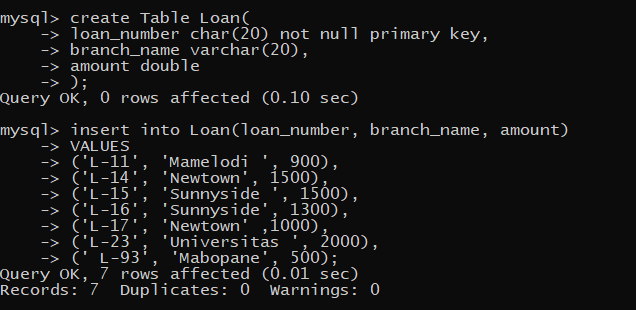 mysql> create Table Loan(
    -> loan_number char(20) not null primary key,
    -> branch_name varchar(20),
    -> amount double
    -> );
Query OK, 0 rows affected (0.10 sec)

mysql> insert into Loan(loan_number, branch_name, amount)
    -> VALUES
    -> ('L-11', 'Mamelodi ', 900),
    -> ('L-14', 'Newtown', 1500),
    -> ('L-15', 'Sunnyside ', 1500),
    -> ('L-16', 'Sunnyside', 1300),
    -> ('L-17', 'Newtown' ,1000),
    -> ('L-23', 'Universitas ', 2000),
    -> (' L-93', 'Mabopane', 500);
Query OK, 7 rows affected (0.01 sec)
Records: 7  Duplicates: 0  Warnings: 0